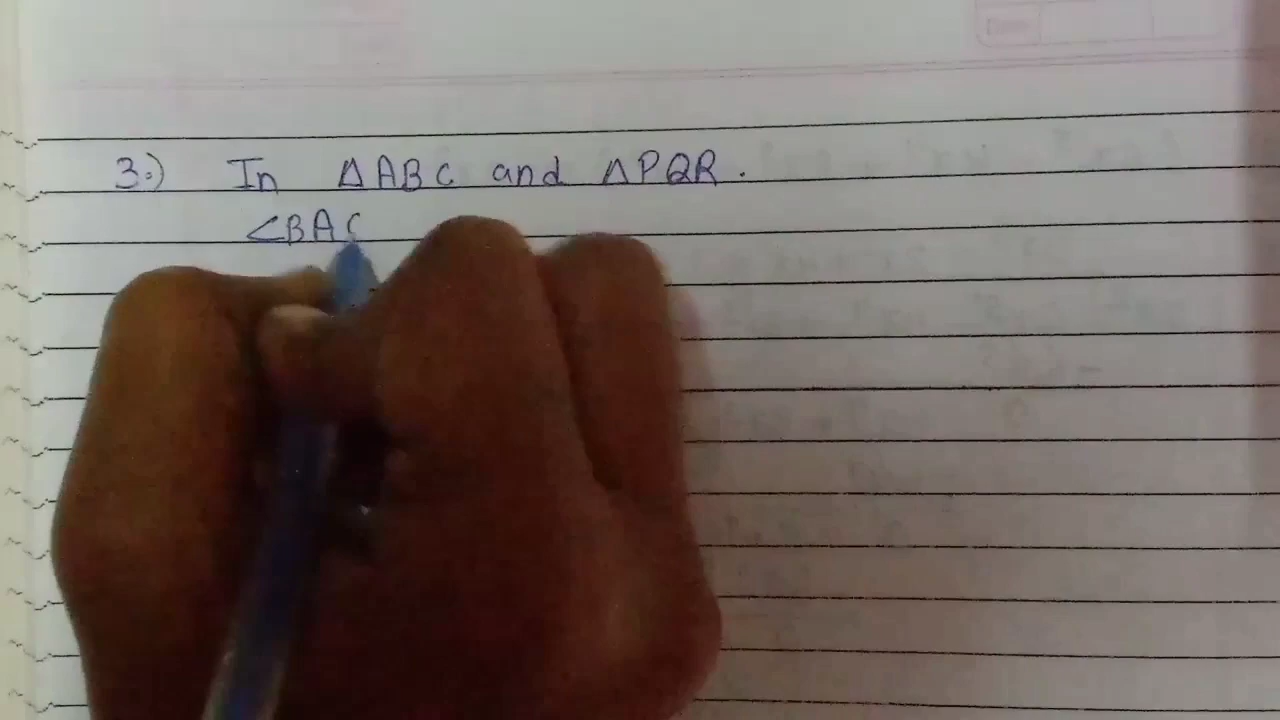 3.) In ΔABC and ΔPQR.
<BAC